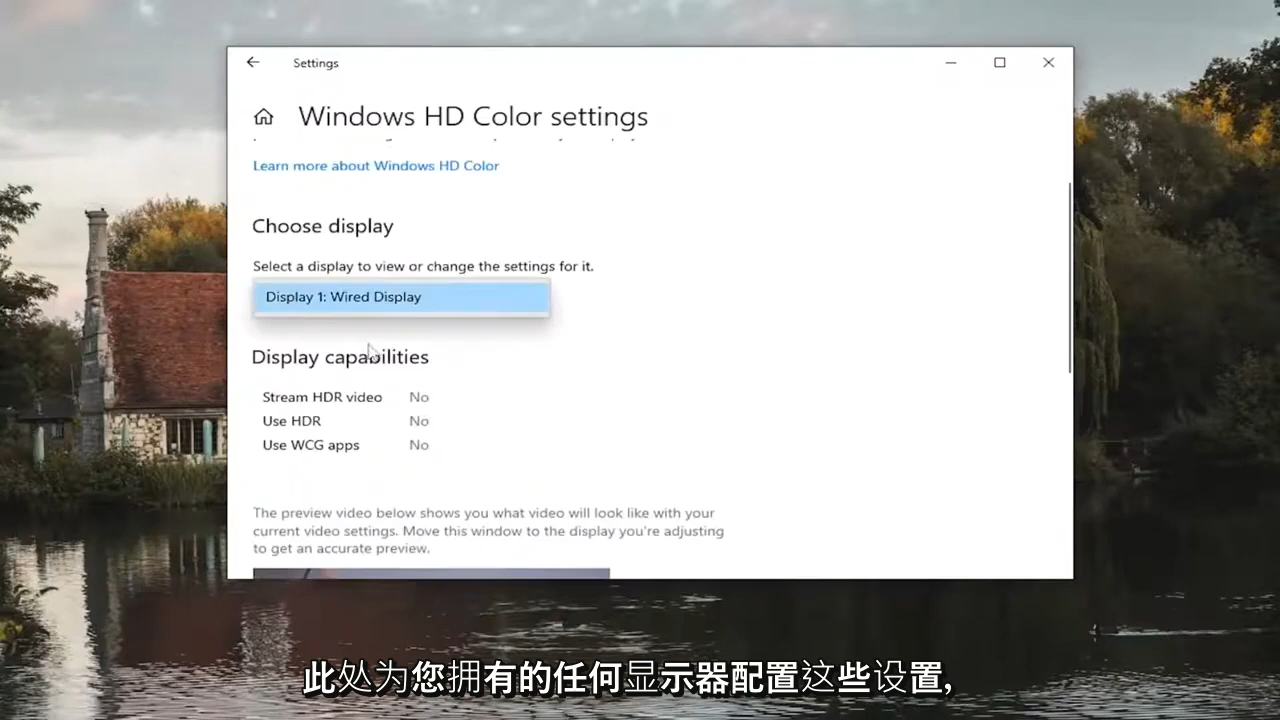 Settings
Windows HD Color settings
Learn more about Windows HD Color
Choose display
Select a display to view or change the settings for it.
Display 1: Wired Display
Display capabilities
Stream HDR video No
Use HDR No
Use WCG apps No
The preview video below shows you what video will look like with your
current video settings. Move this window to the display you're adjusting
to get an accurate preview.
此处为您拥有的任何显示器配置这些设置,